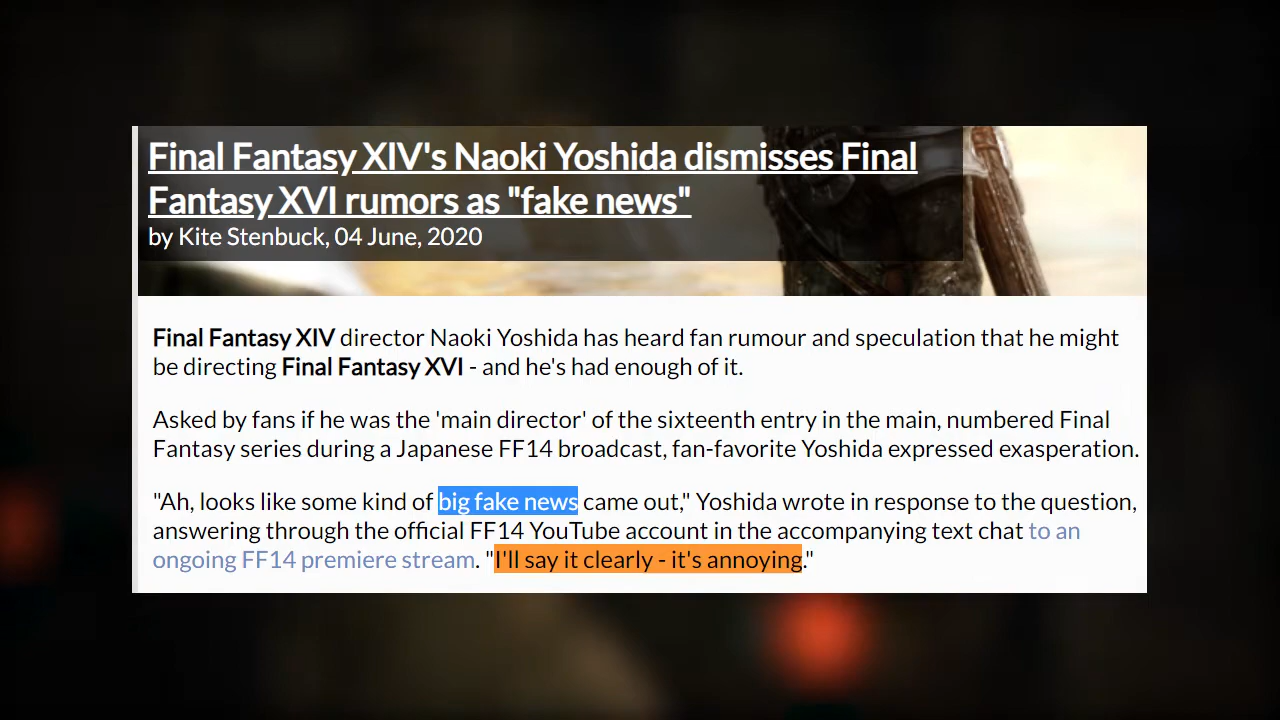 Final Fantasy XIV's Naoki Yoshida dismisses Final
Fantasy XVI rumors as "fake news"
by Kite Stenbuck, 04 June, 2020
Final Fantasy XIV director Naoki Yoshida has heard fan rumour and speculation that he might
be directing Final Fantasy XVI - and he's had enough of it.
Asked by fans if he was the 'main director' of the sixteenth entry in the main, numbered Final
Fantasy series during a Japanese FF14 broadcast, fan-favorite Yoshida expressed exasperation.
"Ah, looks like some kind of big fake news came out," Yoshida wrote in response to the question,
answering through the official FF14 YouTube account in the accompanying text chat to an
ongoing FF14 premiere stream. "I'll say it clearly - it's annoying."